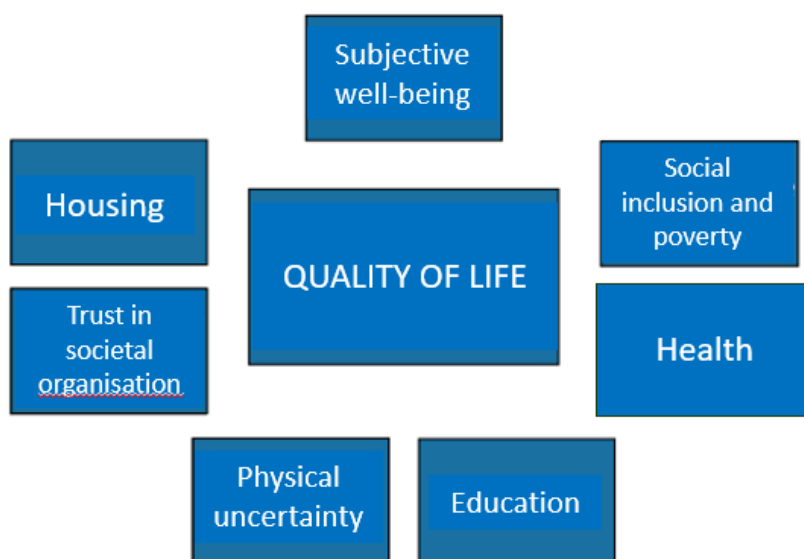 Subjective
well-being
Housing
Social
inclusion and
poverty
QUALITY OF LIFE
Trust in
societal
organisation
Health
Physical
uncertainty
Education